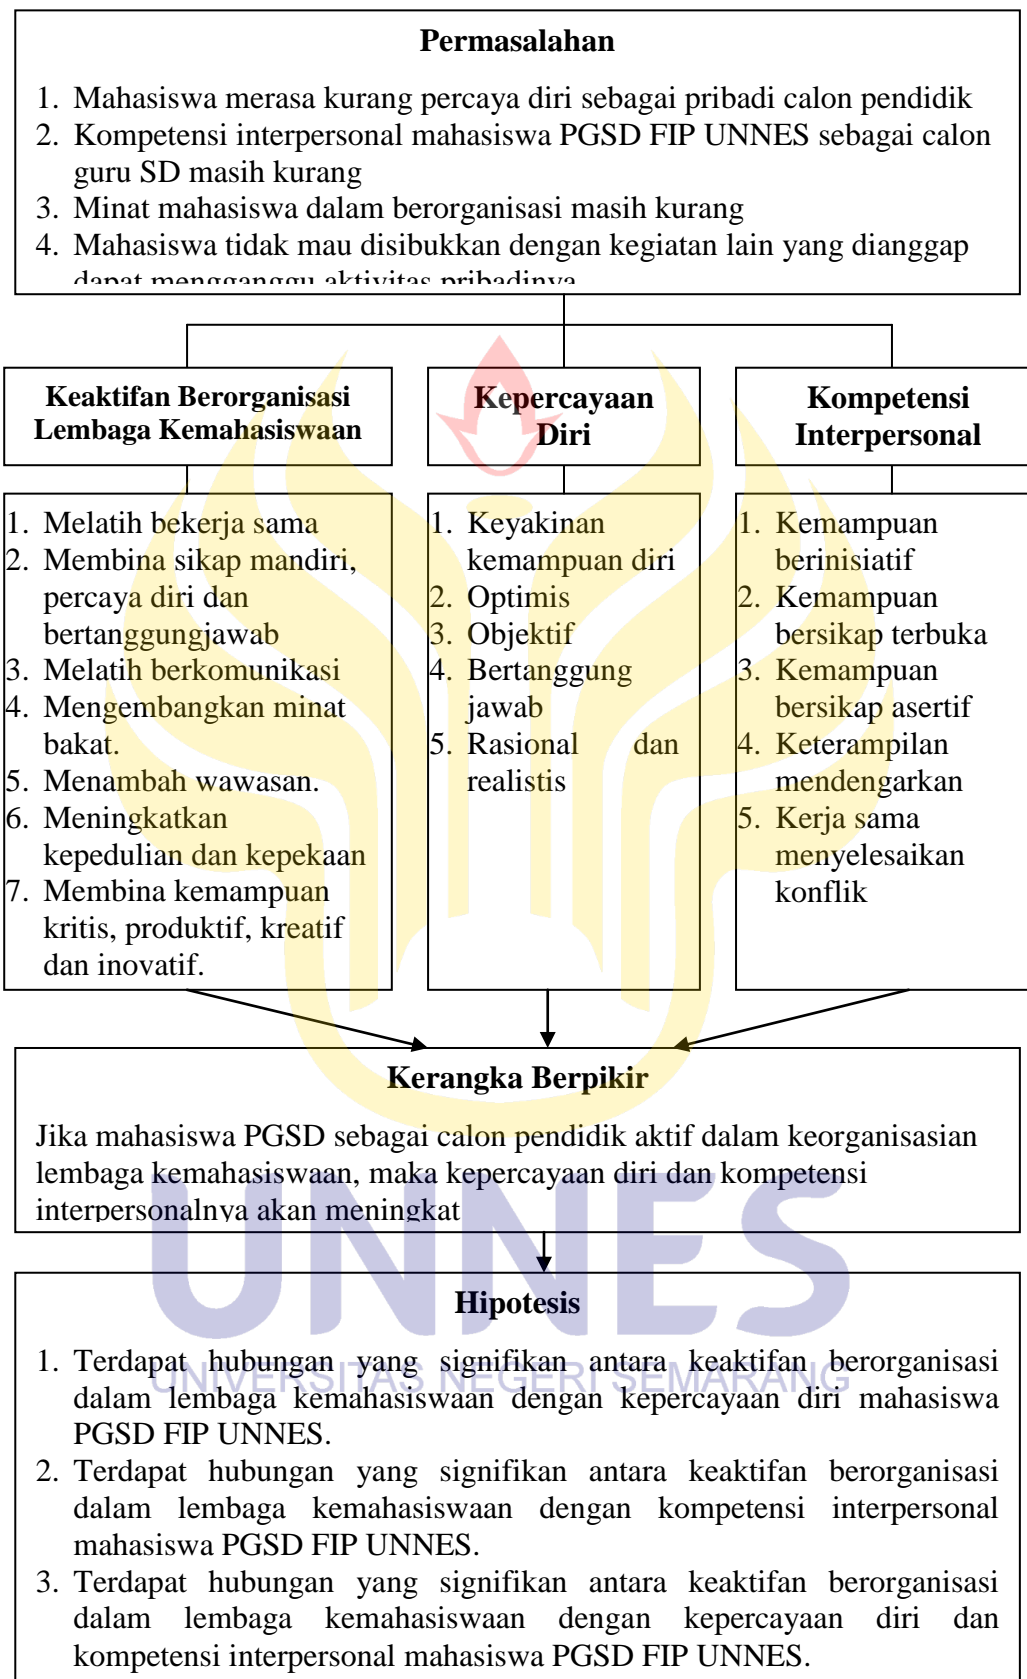 Permasalahan
1. Mahasiswa merasa kurang percaya diri sebagai pribadi calon pendidik
2. Kompetensi interpersonal mahasiswa PGSD FIP UNNES sebagai calon
guru SD masih kurang
3. Minat mahasiswa dalam berorganisasi masih kurang
4. Mahasiswa tidak mau disibukkan dengan kegiatan lain yang dianggap
dapat mengganggu aktivitas pribadinya
Keaktifan Berorganisasi
Lembaga Kemahasiswaan
1. Melatih bekerja sama
2. Membina sikap mandiri,
percaya diri dan
bertanggungjawab
3. Melatih berkomunikasi
4. Mengembangkan minat
bakat.
5. Menambah wawasan.
6. Meningkatkan
kepedulian dan kepekaan
7. Membina kemampuan
kritis, produktif, kreatif
dan inovatif.
Kepercayaan
Diri
1. Keyakinan
kemampuan diri
2. Optimis
3. Objektif
4. Bertanggung
jawab
5. Rasional dan
realistis
Kompetensi
Interpersonal
1. Kemampuan
berinisiatif
2. Kemampuan
bersikap terbuka
3. Kemampuan
bersikap asertif
4. Keterampilan
mendengarkan
5. Kerja sama
menyelesaikan
konflik
Kerangka Berpikir
Jika mahasiswa PGSD sebagai calon pendidik aktif dalam keorganisasian
lembaga kemahasiswaan, maka kepercayaan diri dan kompetensi
interpersonalnya akan meningkat
Hipotesis
1. Terdapat hubungan yang signifikan antara keaktifan berorganisasi
dalam lembaga kemahasiswaan dengan kepercayaan diri mahasiswa
PGSD FIP UNNES.
2. Terdapat hubungan yang signifikan antara keaktifan berorganisasi
dalam lembaga kemahasiswaan dengan kompetensi interpersonal
mahasiswa PGSD FIP UNNES.
3. Terdapat hubungan yang signifikan antara keaktifan berorganisasi
dalam lembaga kemahasiswaan dengan kepercayaan diri dan
kompetensi interpersonal mahasiswa PGSD FIP UNNES.
UNNES
UNIVERSITAS NEGERI SEMARANG